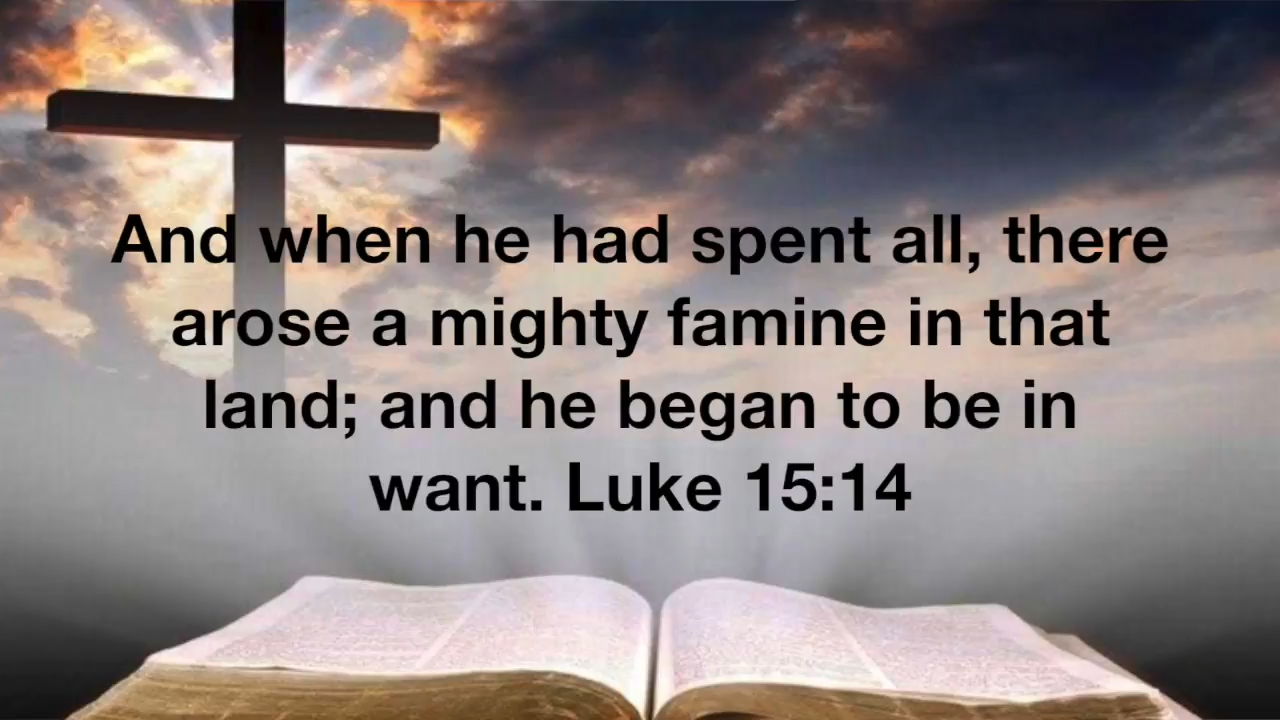 And when he had spent all, there
arose a mighty famine in that
land; and he began to be in
want. Luke 15:14